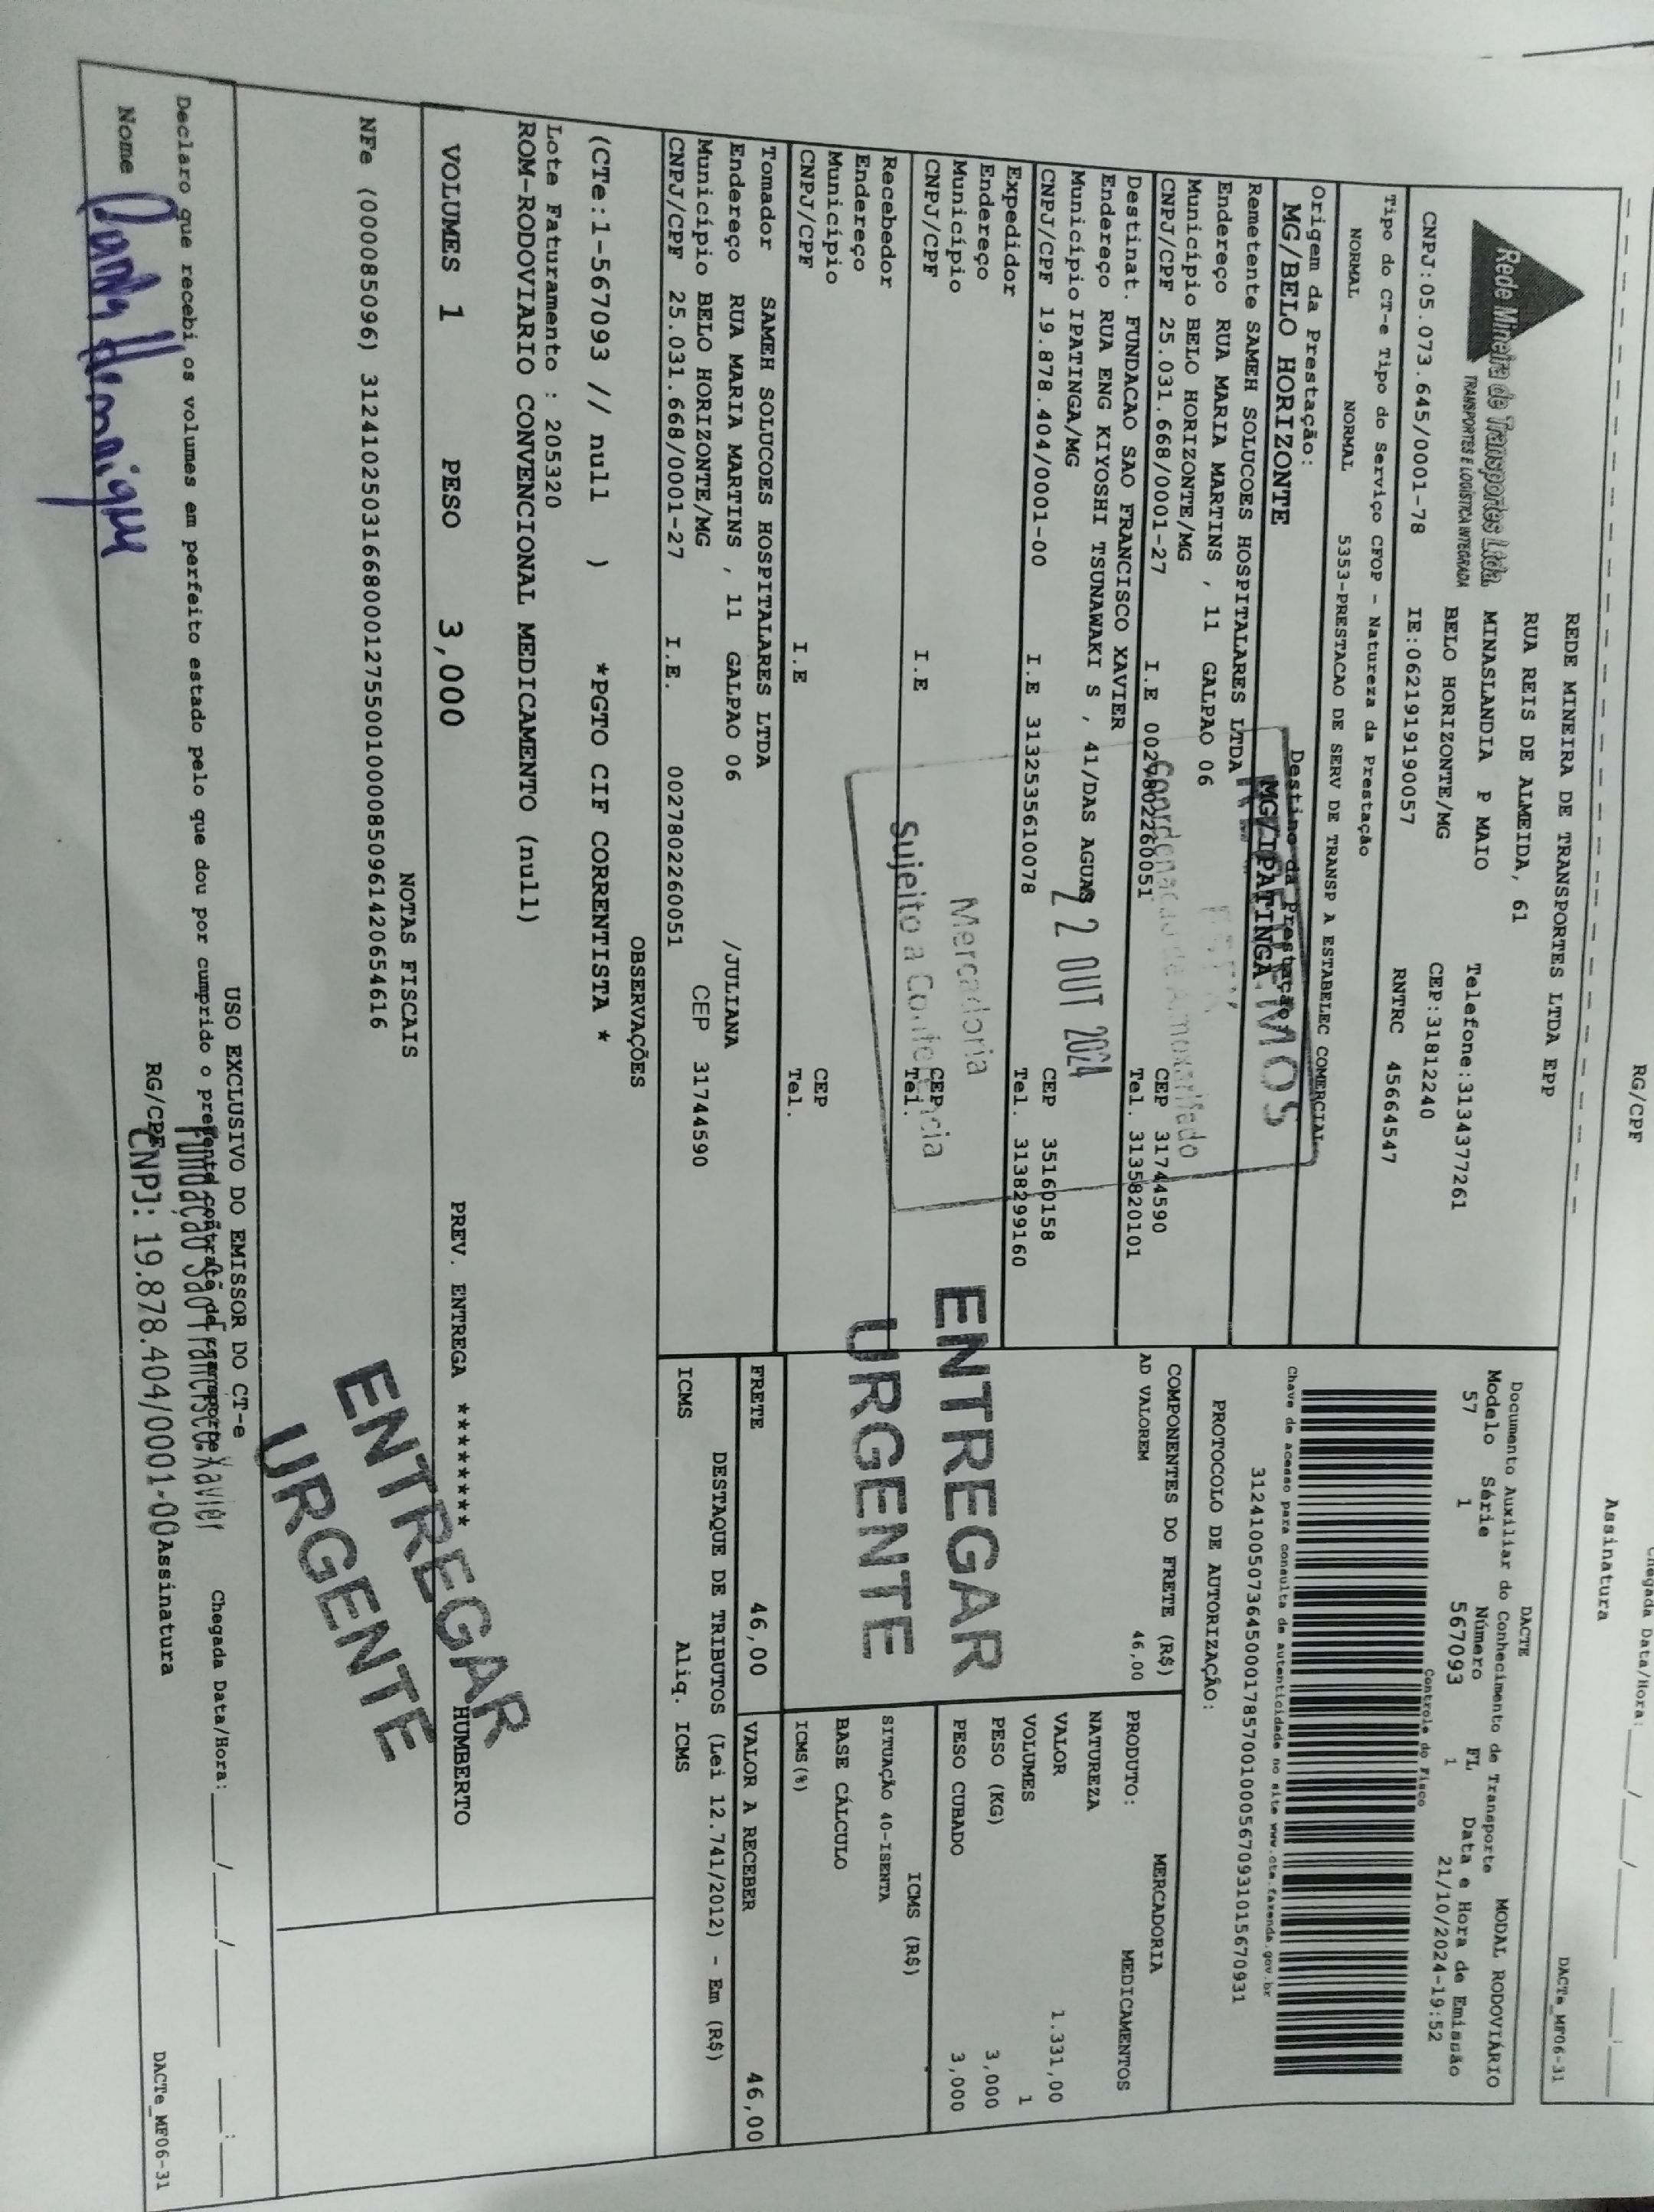 RG/CPF
Assinatura
Chegada Data/Hora: ___/___/___ ___:___
DACTe_MF06-31
Rede Mineira de Transportes Ltda.
TRANSPORTES E LOGÍSTICA INTEGRADA
REDE MINEIRA DE TRANSPORTES LTDA EPP
RUA REIS DE ALMEIDA, 61
MINASLANDIA P MAIO
Telefone:3134377261
BELO HORIZONTE/MG
CEP:31812240
CNPJ:05.073.645/0001-78
IE:0621919190057
RNTRC 45664547
DACTE
MODAL RODOVIÁRIO
Documento Auxiliar do Conhecimento de Transporte
Modelo Série Número FL Data e Hora de Emissão
57 1 567093 1 21/10/2024-19:52
Controle do Fisco
Chave de acesso para consulta de autenticidade no site www.cte.fazenda.gov.br
31241005073645000178570010005670931015670931
PROTOCOLO DE AUTORIZAÇÃO:
Tipo do CT-e Tipo do Serviço CFOP - Natureza da Prestação
NORMAL NORMAL 5353-PRESTACAO DE SERV DE TRANSP A ESTABELEC COMERCIAL
Origem da Prestação:
MG/BELO HORIZONTE
Destino da Prestação:
MG/IPATINGA
Remetente SAMEH SOLUCOES HOSPITALARES LTDA
Endereço RUA MARIA MARTINS , 11 GALPAO 06
Município BELO HORIZONTE/MG
CEP 31744590
CNPJ/CPF 25.031.668/0001-27 I.E 0027802260051
Tel. 3135820101
Destinat. FUNDACAO SAO FRANCISCO XAVIER
Endereço RUA ENG KIYOSHI TSUNAWAKI S , 41/DAS AGUAS
Município IPATINGA/MG
CEP 35160158
CNPJ/CPF 19.878.404/0001-00 I.E 3132535610078
Tel. 3138299160
Expedidor
Endereço
Município
CEP
CNPJ/CPF I.E
Tel.
Recebedor
Endereço
Município
CEP
CNPJ/CPF I.E
Tel.
Tomador SAMEH SOLUCOES HOSPITALARES LTDA
Endereço RUA MARIA MARTINS , 11 GALPAO 06 /JULIANA
Município BELO HORIZONTE/MG CEP 31744590
CNPJ/CPF 25.031.668/0001-27 I.E. 0027802260051
Coordenação de Almoxarifado
22 OUT 2024
Mercadoria
Sujeito a Conferência
COMPONENTES DO FRETE (R$)
AD VALOREM 46,00
ENTREGAR
URGENTE
MERCADORIA
PRODUTO: MEDICAMENTOS
NATUREZA
VALOR 1.331,00
VOLUMES 1
PESO (KG) 3,000
PESO CUBADO 3,000
ICMS (R$)
SITUAÇÃO 40-ISENTA
BASE CÁLCULO
ICMS(%)
FRETE 46,00
VALOR A RECEBER 46,00
DESTAQUE DE TRIBUTOS (Lei 12.741/2012) - Em (R$)
ICMS Aliq. ICMS
OBSERVAÇÕES
(CTe:1-567093 // null ) *PGTO CIF CORRENTISTA *
Lote Faturamento : 205320
ROM-RODOVIARIO CONVENCIONAL MEDICAMENTO (null)
VOLUMES 1 PESO 3,000
PREV. ENTREGA ******** HUMBERTO
NOTAS FISCAIS
NFe (000085096) 31241025031668000127550010000850961420654616
ENTREGAR
URGENTE
USO EXCLUSIVO DO EMISSOR DO CT-e
Declaro que recebi os volumes em perfeito estado pelo que dou por cumprido o presente contrato de transporte.
Chegada Data/Hora: ___/___/___ ___:___
Fundação São Francisco Xavier
CNPJ: 19.878.404/0001-00
Nome
RG/CPF
Assinatura
DACTe_MF06-31